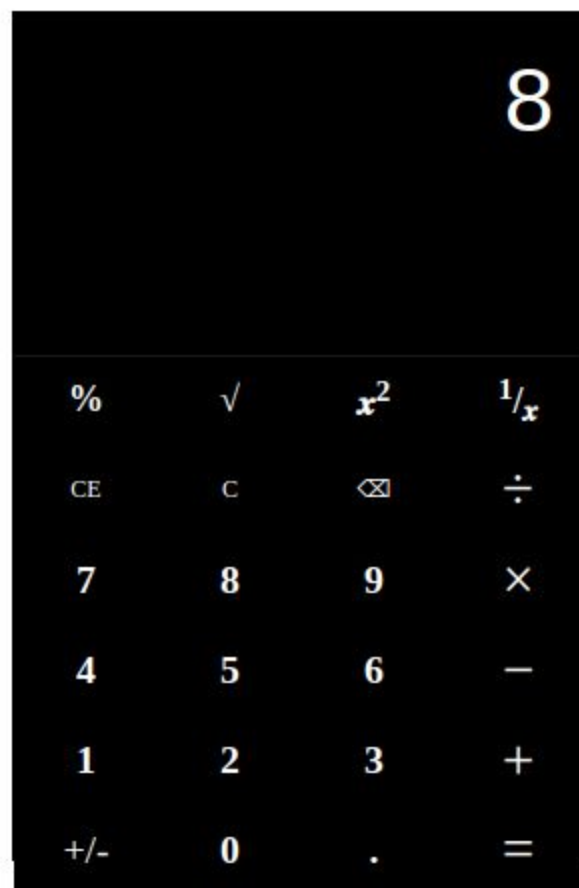 8
% √ x² ¹/ₓ
CE C ⌫ ÷
7 8 9 ×
4 5 6 −
1 2 3 +
+/- 0 . =